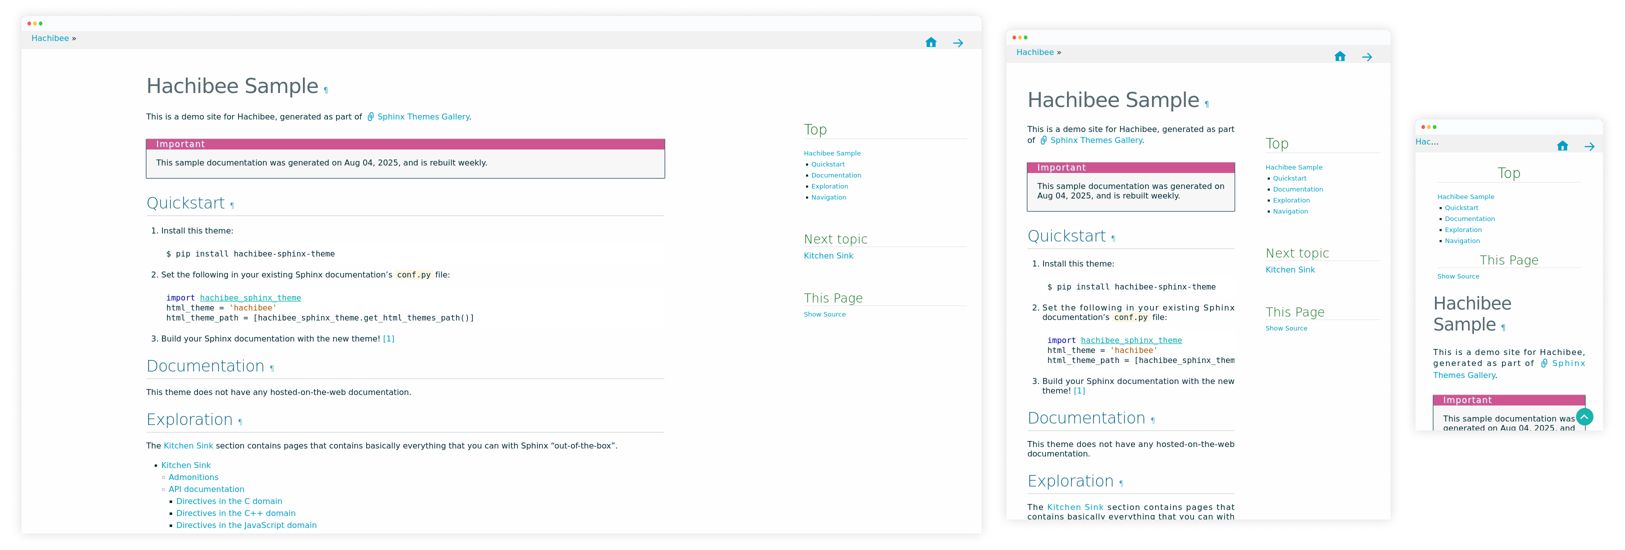 Hachibee »
Hachibee Sample ¶
This is a demo site for Hachibee, generated as part of Sphinx Themes Gallery.
Important
This sample documentation was generated on Aug 04, 2025, and is rebuilt weekly.
Quickstart ¶
1. Install this theme:
$ pip install hachibee-sphinx-theme
2. Set the following in your existing Sphinx documentation’s conf.py file:
import hachibee_sphinx_theme
html_theme = 'hachibee'
html_theme_path = [hachibee_sphinx_theme.get_html_themes_path()]
3. Build your Sphinx documentation with the new theme! [1]
Documentation ¶
This theme does not have any hosted-on-the-web documentation.
Exploration ¶
The Kitchen Sink section contains pages that contains basically everything that you can with Sphinx “out-of-the-box”.
Kitchen Sink
Admonitions
API documentation
Directives in the C domain
Directives in the C++ domain
Directives in the JavaScript domain
Top
Hachibee Sample
Quickstart
Documentation
Exploration
Navigation
Next topic
Kitchen Sink
This Page
Show Source
Hachibee »
Hachibee Sample ¶
This is a demo site for Hachibee, generated as part
of Sphinx Themes Gallery.
Important
This sample documentation was generated on
Aug 04, 2025, and is rebuilt weekly.
Quickstart ¶
1. Install this theme:
$ pip install hachibee-sphinx-theme
2. Set the following in your existing Sphinx
documentation’s conf.py file:
import hachibee_sphinx_theme
html_theme = 'hachibee'
html_theme_path = [hachibee_sphinx_them
3. Build your Sphinx documentation with the new
theme! [1]
Documentation ¶
This theme does not have any hosted-on-the-web
documentation.
Exploration ¶
The Kitchen Sink section contains pages that
contains basically everything that you can with
Top
Hachibee Sample
Quickstart
Documentation
Exploration
Navigation
Next topic
Kitchen Sink
This Page
Show Source
Hac...
Top
Hachibee Sample
Quickstart
Documentation
Exploration
Navigation
This Page
Show Source
Hachibee
Sample ¶
This is a demo site for Hachibee,
generated as part of Sphinx
Themes Gallery.
Important
This sample documentation was
generated on Aug 04, 2025, and